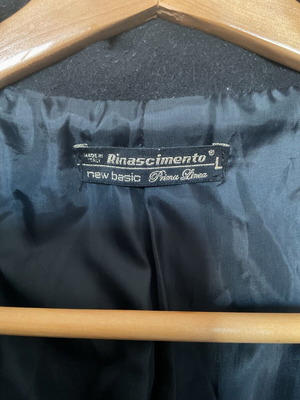 MADE IN ITALY Rinascimento ® L
new basic Prima Linea